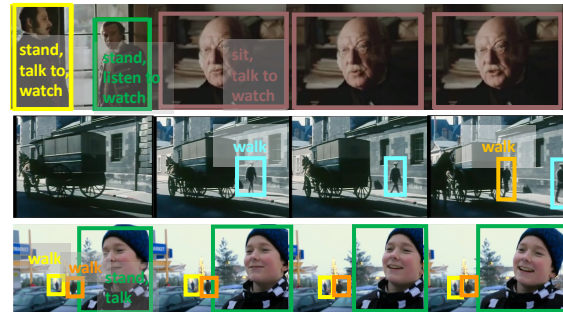 stand,
talk to,
watch
stand,
listen to
watch
sit,
talk to
watch
walk
walk
walk
walk
stand,
talk